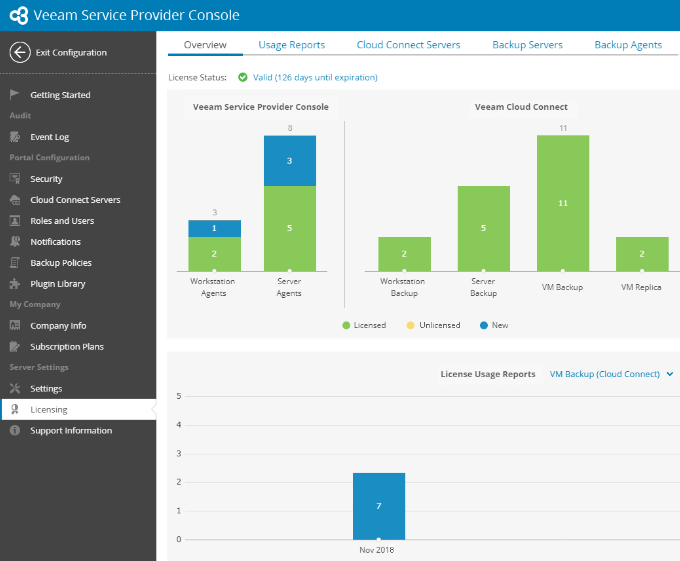 Veeam Service Provider Console
Exit Configuration
Getting Started
Audit
Event Log
Portal Configuration
Security
Cloud Connect Servers
Roles and Users
Notifications
Backup Policies
Plugin Library
My Company
Company Info
Subscription Plans
Server Settings
Settings
Licensing
Support Information
Overview Usage Reports Cloud Connect Servers Backup Servers Backup Agents
License Status: Valid (126 days until expiration)
Veeam Service Provider Console
8
3
3
1
5
2
Workstation Agents
Server Agents
Veeam Cloud Connect
11
11
5
2
2
Workstation Backup
Server Backup
VM Backup
VM Replica
Licensed Unlicensed New
License Usage Reports VM Backup (Cloud Connect)
5
4
3
2
1
0
7
Nov 2018